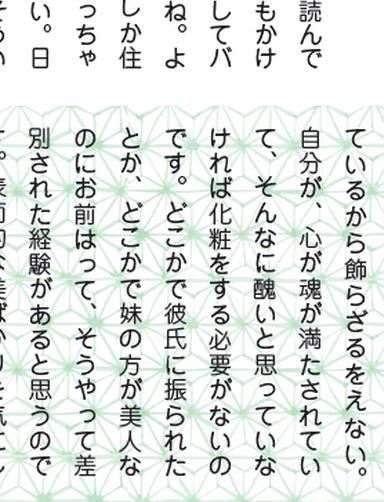 読んで
もかけ
してバ
ね。よ
しか住
っちゃ
い。日
ているから飾らざるをえない。
自分が、心が魂が満たされてい
て、そんなに醜いと思っていな
ければ化粧をする必要がないの
です。どこかで彼氏に振られた
とか、どこかで妹の方が美人な
のにお前はって、そうやって差
別された経験があると思うので